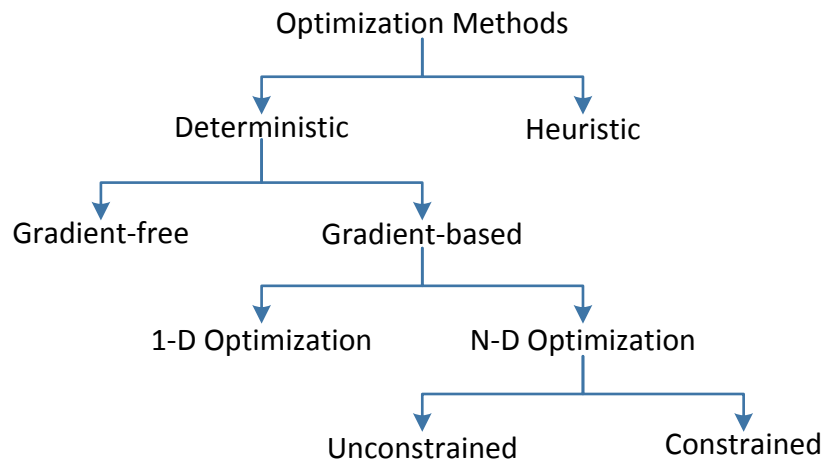 Optimization Methods
Deterministic
Heuristic
Gradient-free
Gradient-based
1-D Optimization
N-D Optimization
Unconstrained
Constrained